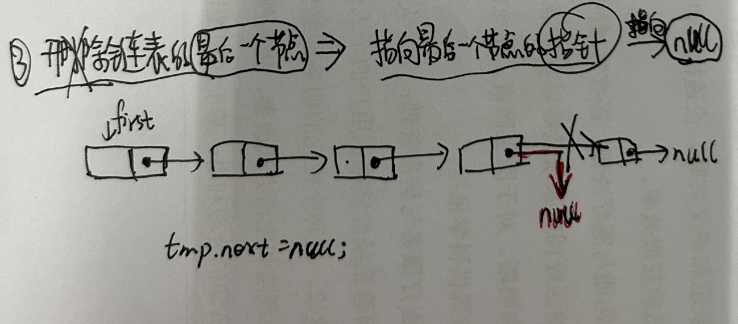 ③ 删除链表的最后一个节点 ⇒ 指向最后一个节点的指针 指向 null
first
null
null
tmp.next = null;